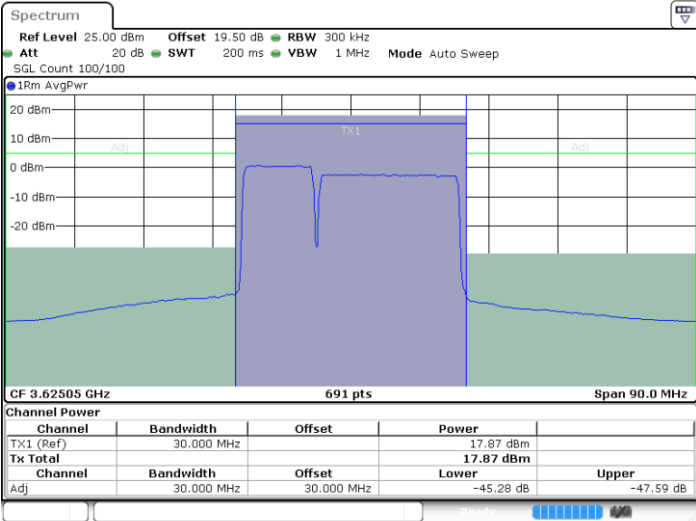 Spectrum
Ref Level 25.00 dBm Offset 19.50 dB RBW 300 kHz
Att 20 dB SWT 200 ms VBW 1 MHz Mode Auto Sweep
SGL Count 100/100
1Rm AvgPwr
20 dBm
TX1
10 dBm
Adj Adj
0 dBm
-10 dBm
-20 dBm
CF 3.62505 GHz 691 pts Span 90.0 MHz
Channel Power
Channel Bandwidth Offset Power
TX1 (Ref) 30.000 MHz 17.87 dBm
Tx Total 17.87 dBm
Channel Bandwidth Offset Lower Upper
Adj 30.000 MHz 30.000 MHz -45.28 dB -47.59 dB
Ready